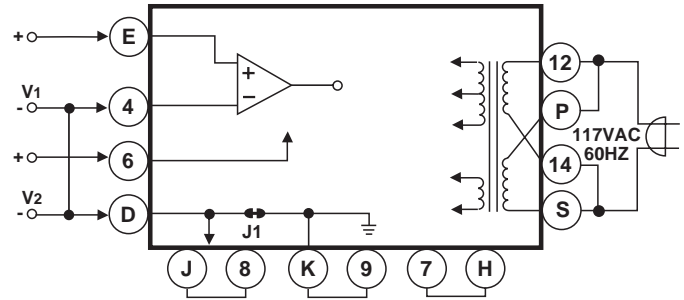 + E
V1
- 4
+
-
12
P
117VAC
60HZ
+ 6
14
V2
- D
J1
S
J 8 K 9 7 H